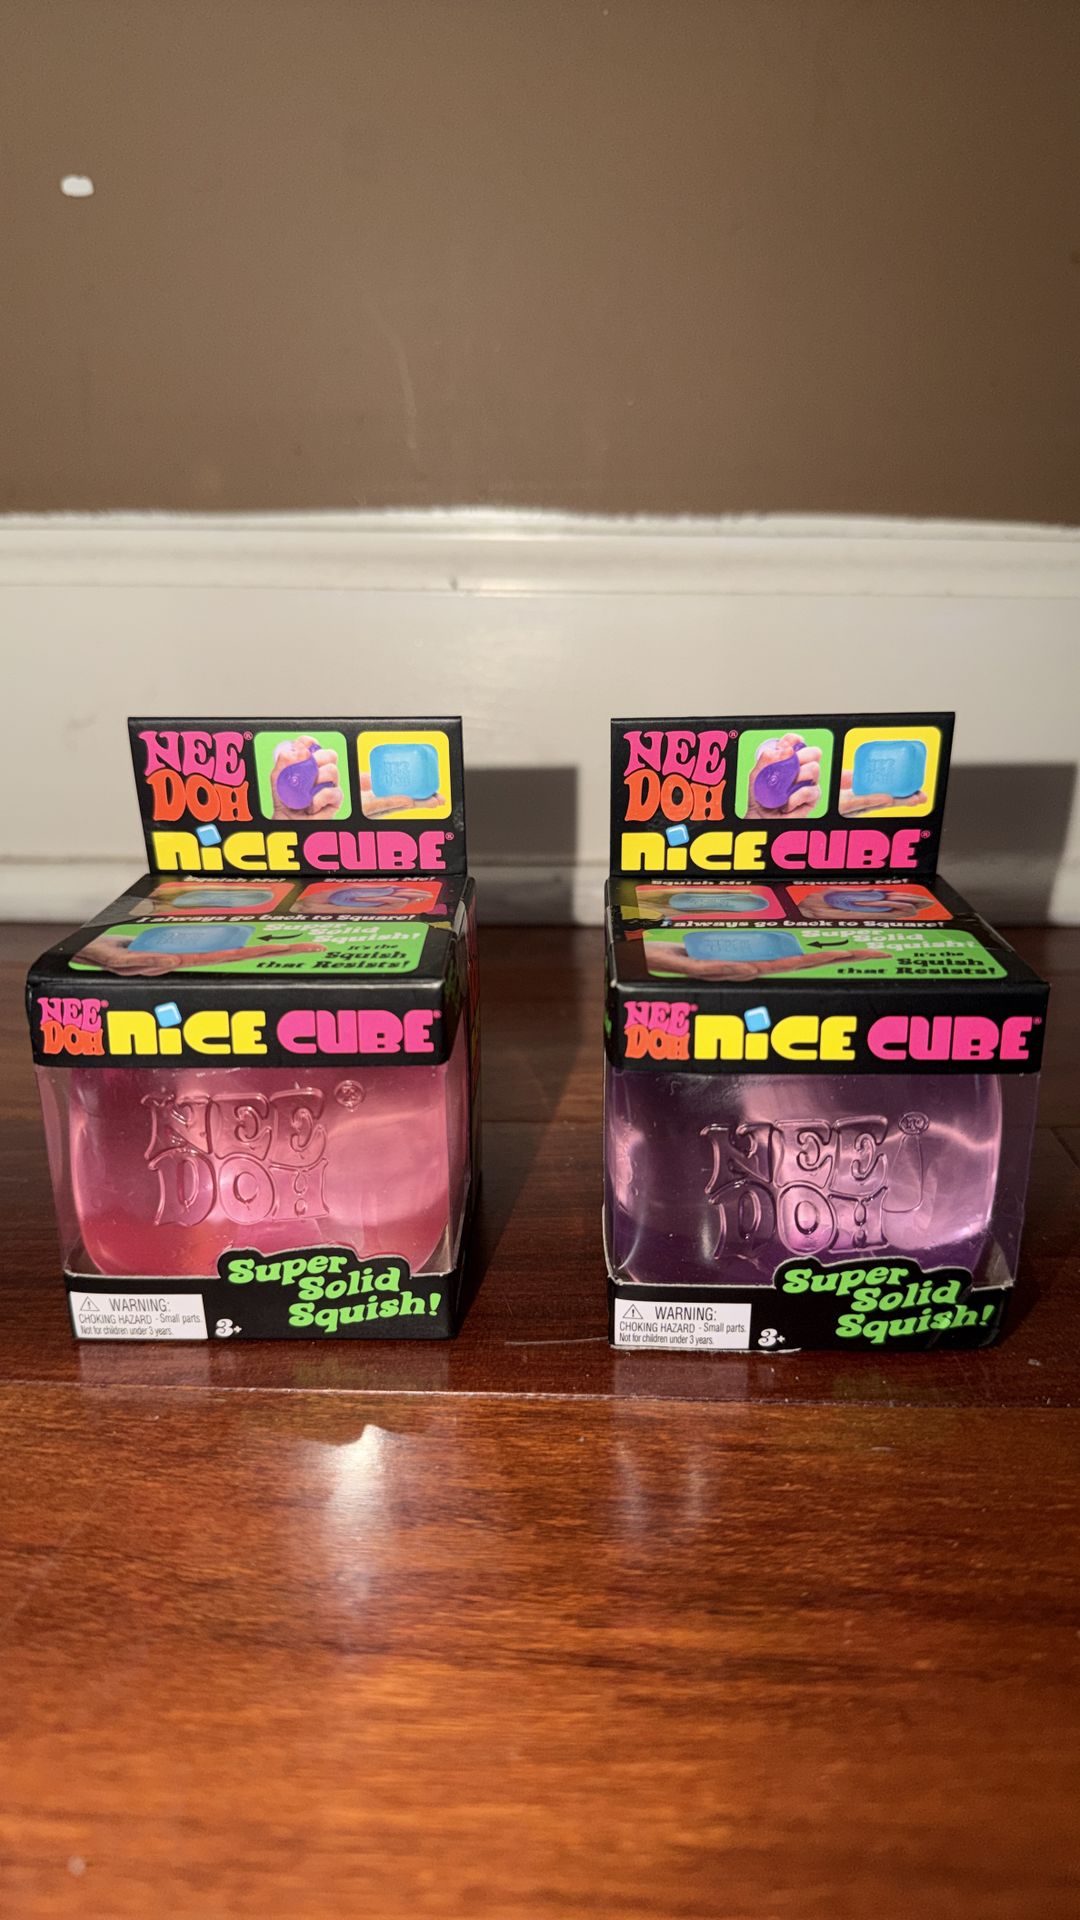 NEE
DOH®
NiCE CUBE®
Squish Me! Squeeze Me!
I always go back to Square!
Super
Solid
Squish!
It's the
Squish
that Resists!
NEE
DOH®
NiCE CUBE®
NEE ®
DOH
Super
Solid
Squish!
WARNING:
CHOKING HAZARD - Small parts.
Not for children under 3 years.
3+
NEE
DOH®
NiCE CUBE®
Squish Me! Squeeze Me!
I always go back to Square!
Super
Solid
Squish!
It's the
Squish
that Resists!
NEE
DOH®
NiCE CUBE®
NEE ®
DOH
Super
Solid
Squish!
WARNING:
CHOKING HAZARD - Small parts.
Not for children under 3 years.
3+